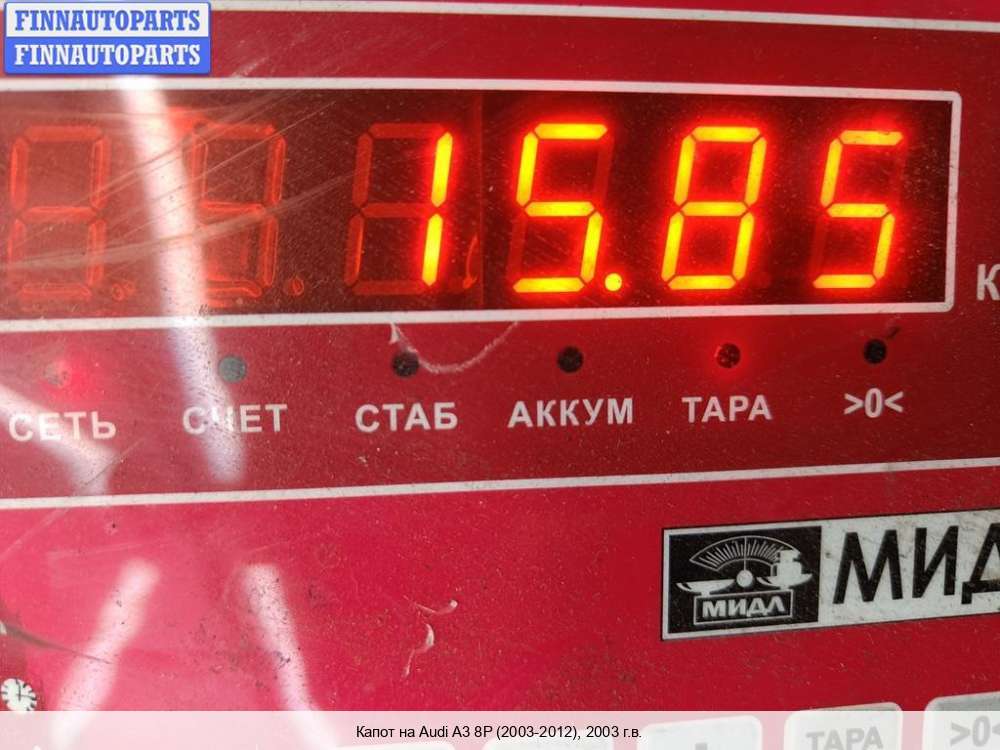 FINNAUTOPARTS
FINNAUTOPARTS
15.85
К
СЕТЬ СЧЕТ СТАБ АККУМ ТАРА >0<
МИДЛ МИДЛ
ТАРА >0<
Капот на Audi A3 8P (2003-2012), 2003 г.в.